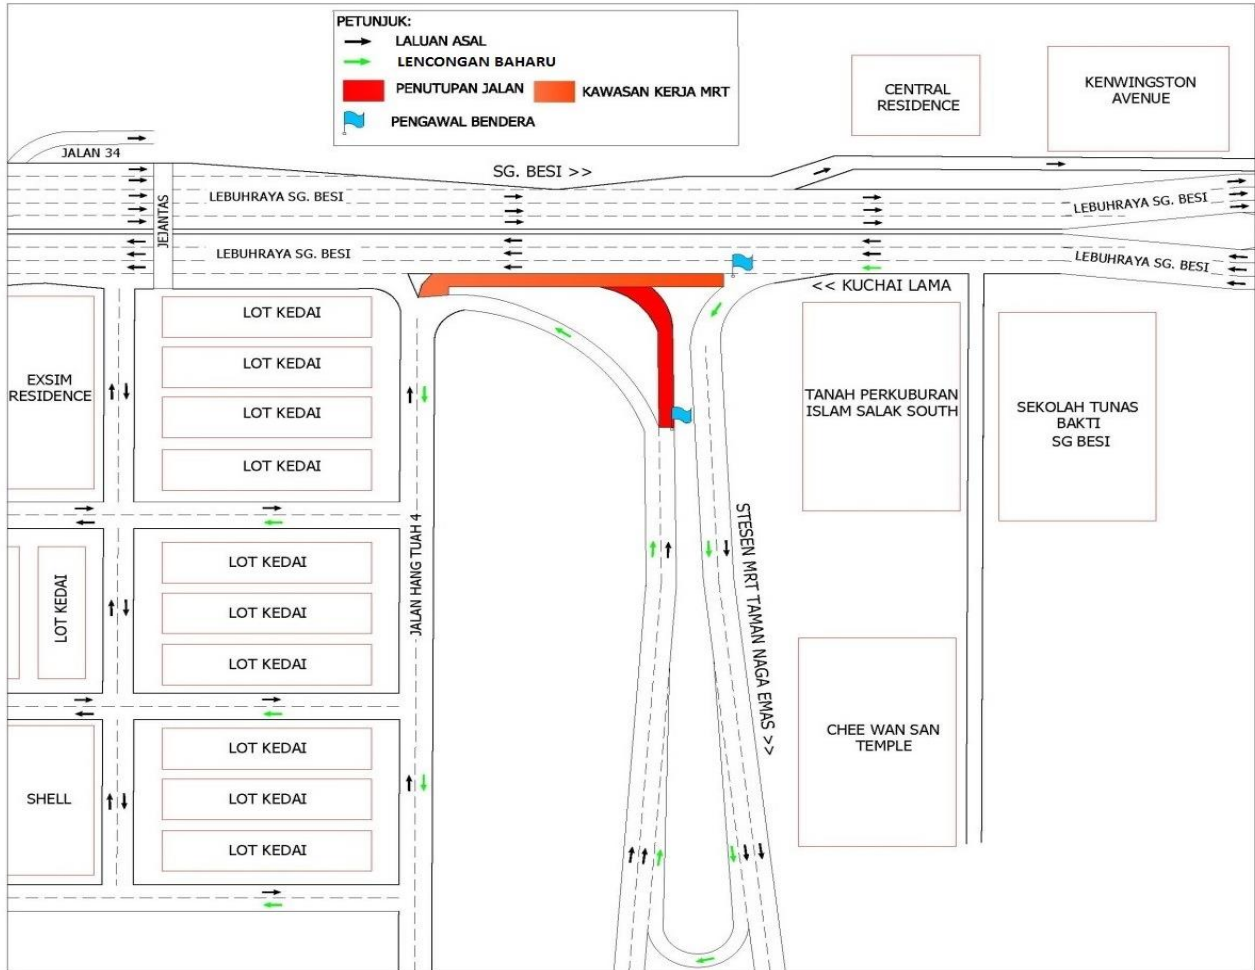 PETUNJUK:
LALUAN ASAL
LENCONGAN BAHARU
PENUTUPAN JALAN
KAWASAN KERJA MRT
PENGAWAL BENDERA
CENTRAL
RESIDENCE
KENWINGSTON
AVENUE
JALAN 34
SG. BESI >>
LEBUHRAYA SG. BESI
LEBUHRAYA SG. BESI
JEJANTAS
LEBUHRAYA SG. BESI
LEBUHRAYA SG. BESI
<< KUCHAI LAMA
LOT KEDAI
LOT KEDAI
LOT KEDAI
LOT KEDAI
EXSIM
RESIDENCE
TANAH PERKUBURAN
ISLAM SALAK SOUTH
SEKOLAH TUNAS
BAKTI
SG BESI
JALAN HANG TUAH 4
STESEN MRT TAMAN NAGA EMAS >>
LOT KEDAI
LOT KEDAI
LOT KEDAI
LOT KEDAI
CHEE WAN SAN
TEMPLE
SHELL
LOT KEDAI
LOT KEDAI
LOT KEDAI